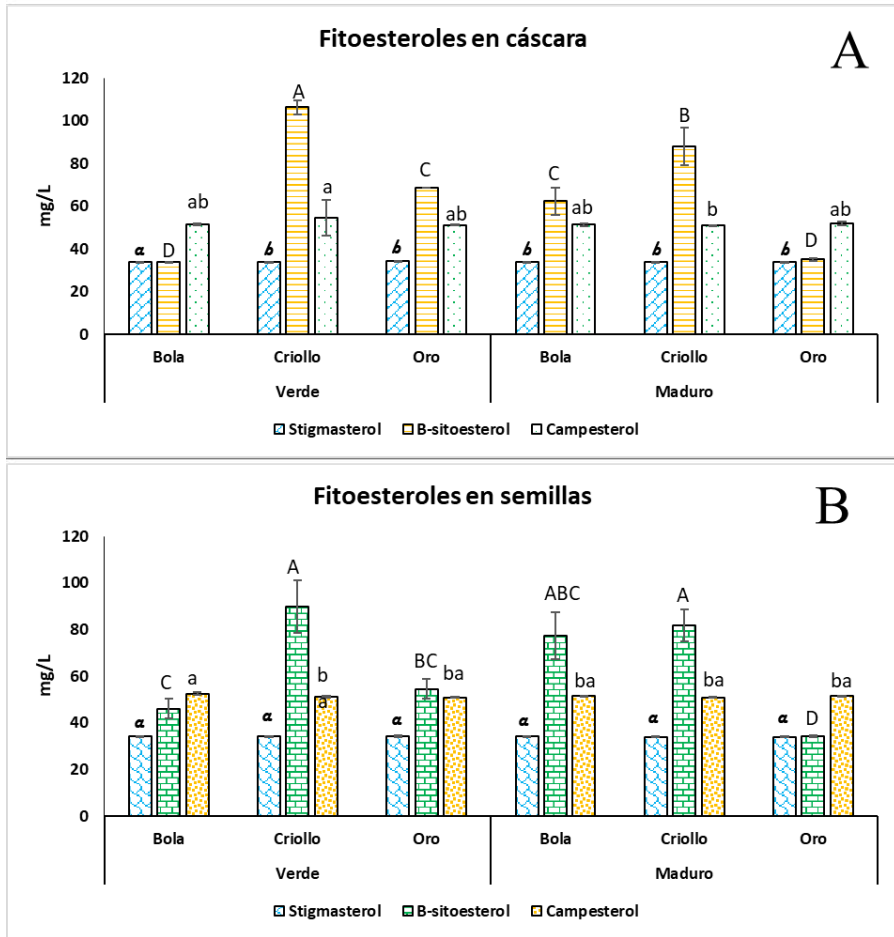 Fitoesteroles en cáscara
A
120
100
80
60
40
20
0
mg/L
a D ab
b A a
b C ab
b C ab
b B b
b D ab
Bola Criollo Oro Bola Criollo Oro
Verde Maduro
Stigmasterol B-sitoesterol Campesterol
Fitoesteroles en semillas
B
120
100
80
60
40
20
0
mg/L
a C a
a A b
a
a BC ba
a ABC ba
a A ba
a D ba
Bola Criollo Oro Bola Criollo Oro
Verde Maduro
Stigmasterol B-sitoesterol Campesterol